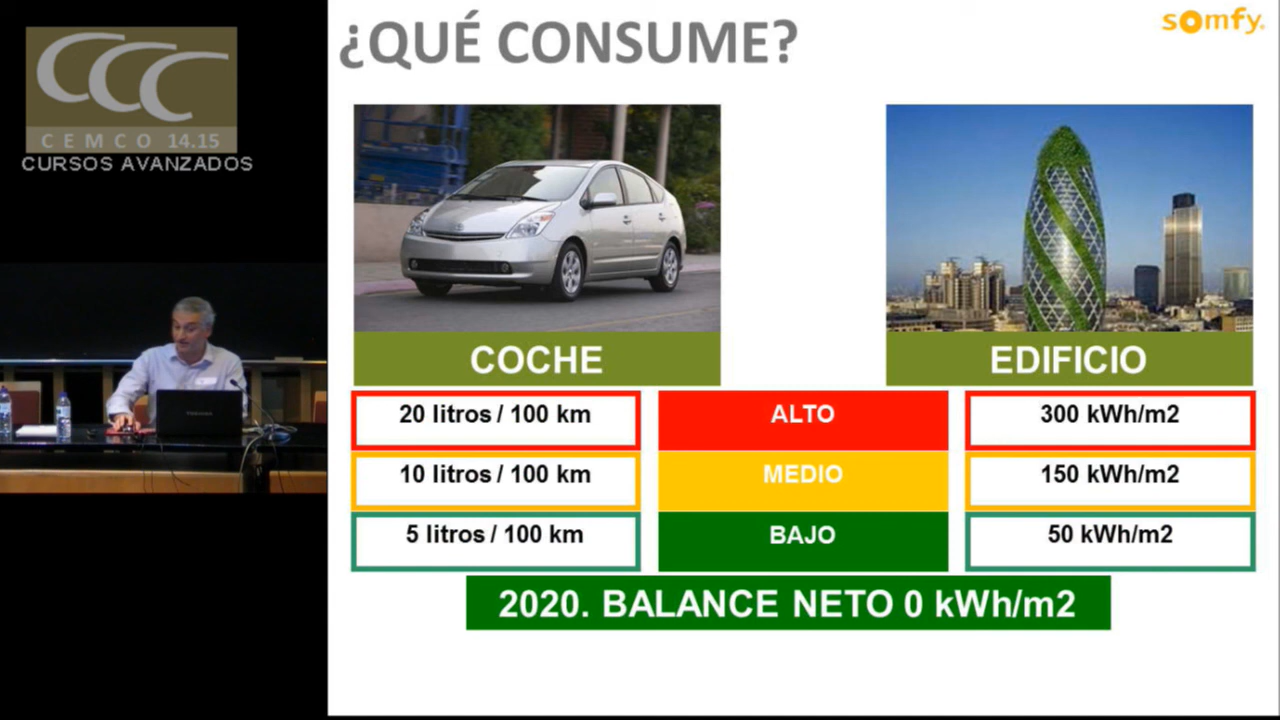 CCC
CEMCO 14.15
CURSOS AVANZADOS
¿QUÉ CONSUME?
somfy.
COCHE
EDIFICIO
20 litros / 100 km
ALTO
300 kWh/m2
10 litros / 100 km
MEDIO
150 kWh/m2
5 litros / 100 km
BAJO
50 kWh/m2
2020. BALANCE NETO 0 kWh/m2
TOSHIBA